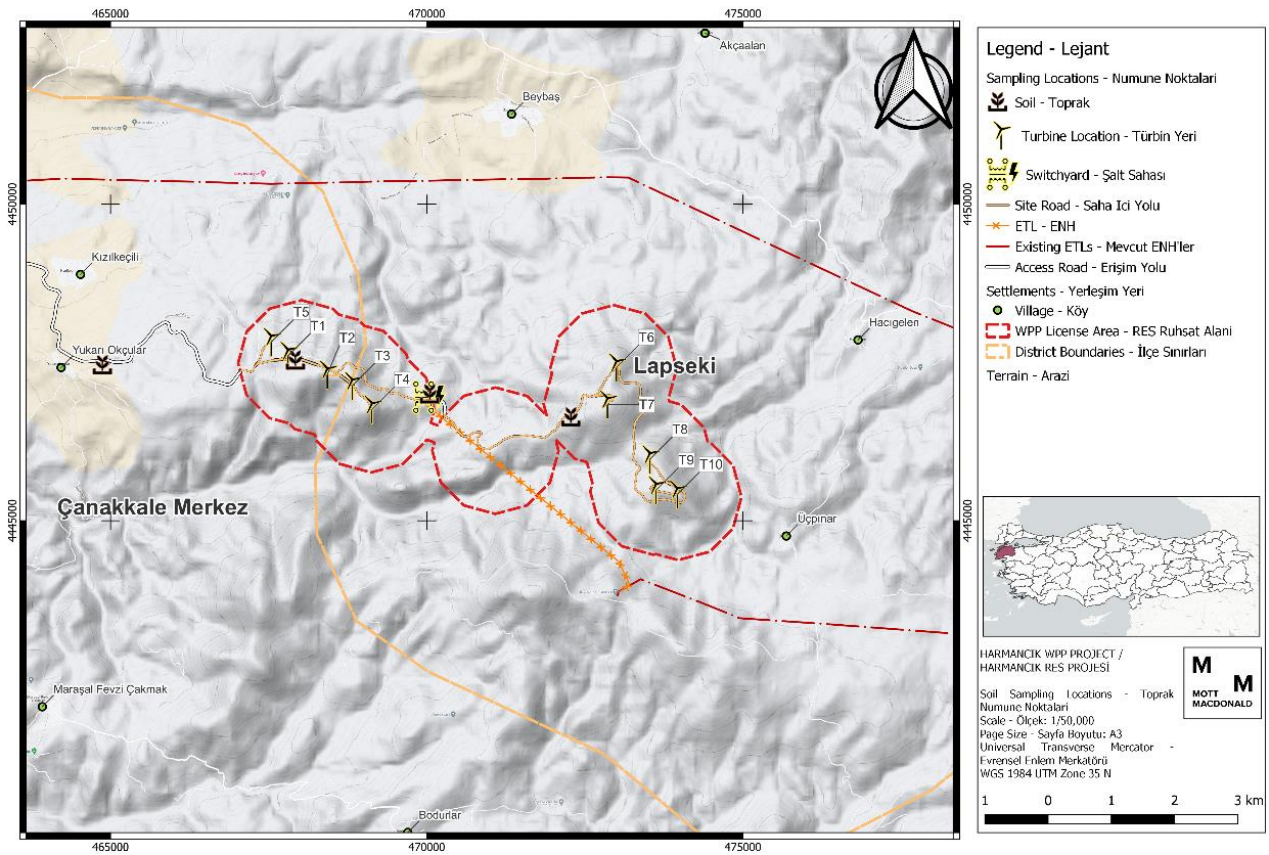 465000
470000
475000
Akçaalan
Beybaş
4450000
4450000
Kızılkeçili
Hacıgelen
Yukarı Okçular
T5
T1
T2
T3
T4
T6
Lapseki
T7
T8
T9
T10
Çanakkale Merkez
4445000
4445000
Üçpınar
Maraşal Fevzi Çakmak
Bodurlar
465000
470000
475000
Legend - Lejant
Sampling Locations - Numune Noktalari
Soil - Toprak
Turbine Location - Türbin Yeri
Switchyard - Şalt Sahası
Site Road - Saha Ici Yolu
ETL - ENH
Existing ETLs - Mevcut ENH'ler
Access Road - Erişim Yolu
Settlements - Yerleşim Yeri
Village - Köy
WPP License Area - RES Ruhsat Alani
District Boundaries - İlçe Sınırları
Terrain - Arazi
HARMANCIK WPP PROJECT /
HARMANCIK RES PROJESİ
Soil Sampling Locations - Toprak
Numune Noktalari
Scale - Ölçek: 1/50,000
Page Size - Sayfa Boyutu: A3
Universal Transverse Mercator -
Evrensel Enlem Merkatörü
WGS 1984 UTM Zone 35 N
M
M
MOTT
MACDONALD
1 0 1 2 3 km